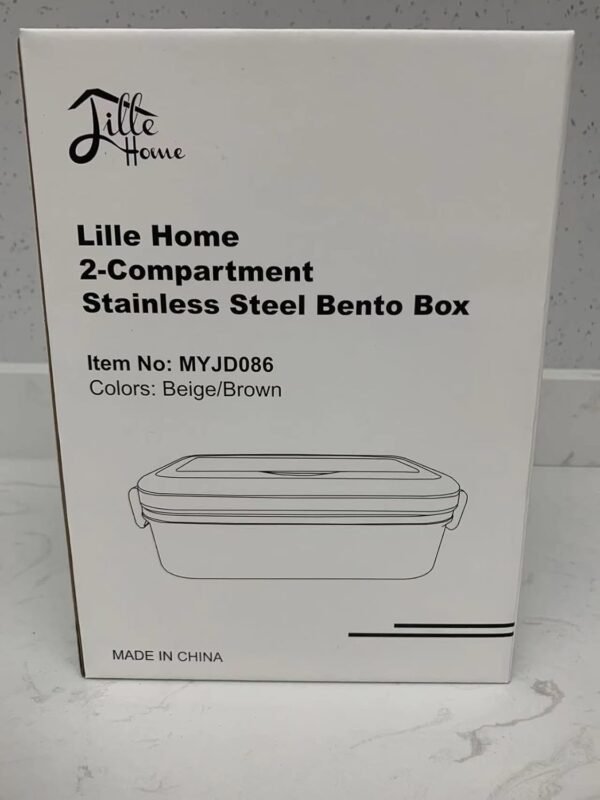 Lille
Home
Lille Home
2-Compartment
Stainless Steel Bento Box
Item No: MYJD086
Colors: Beige/Brown
MADE IN CHINA